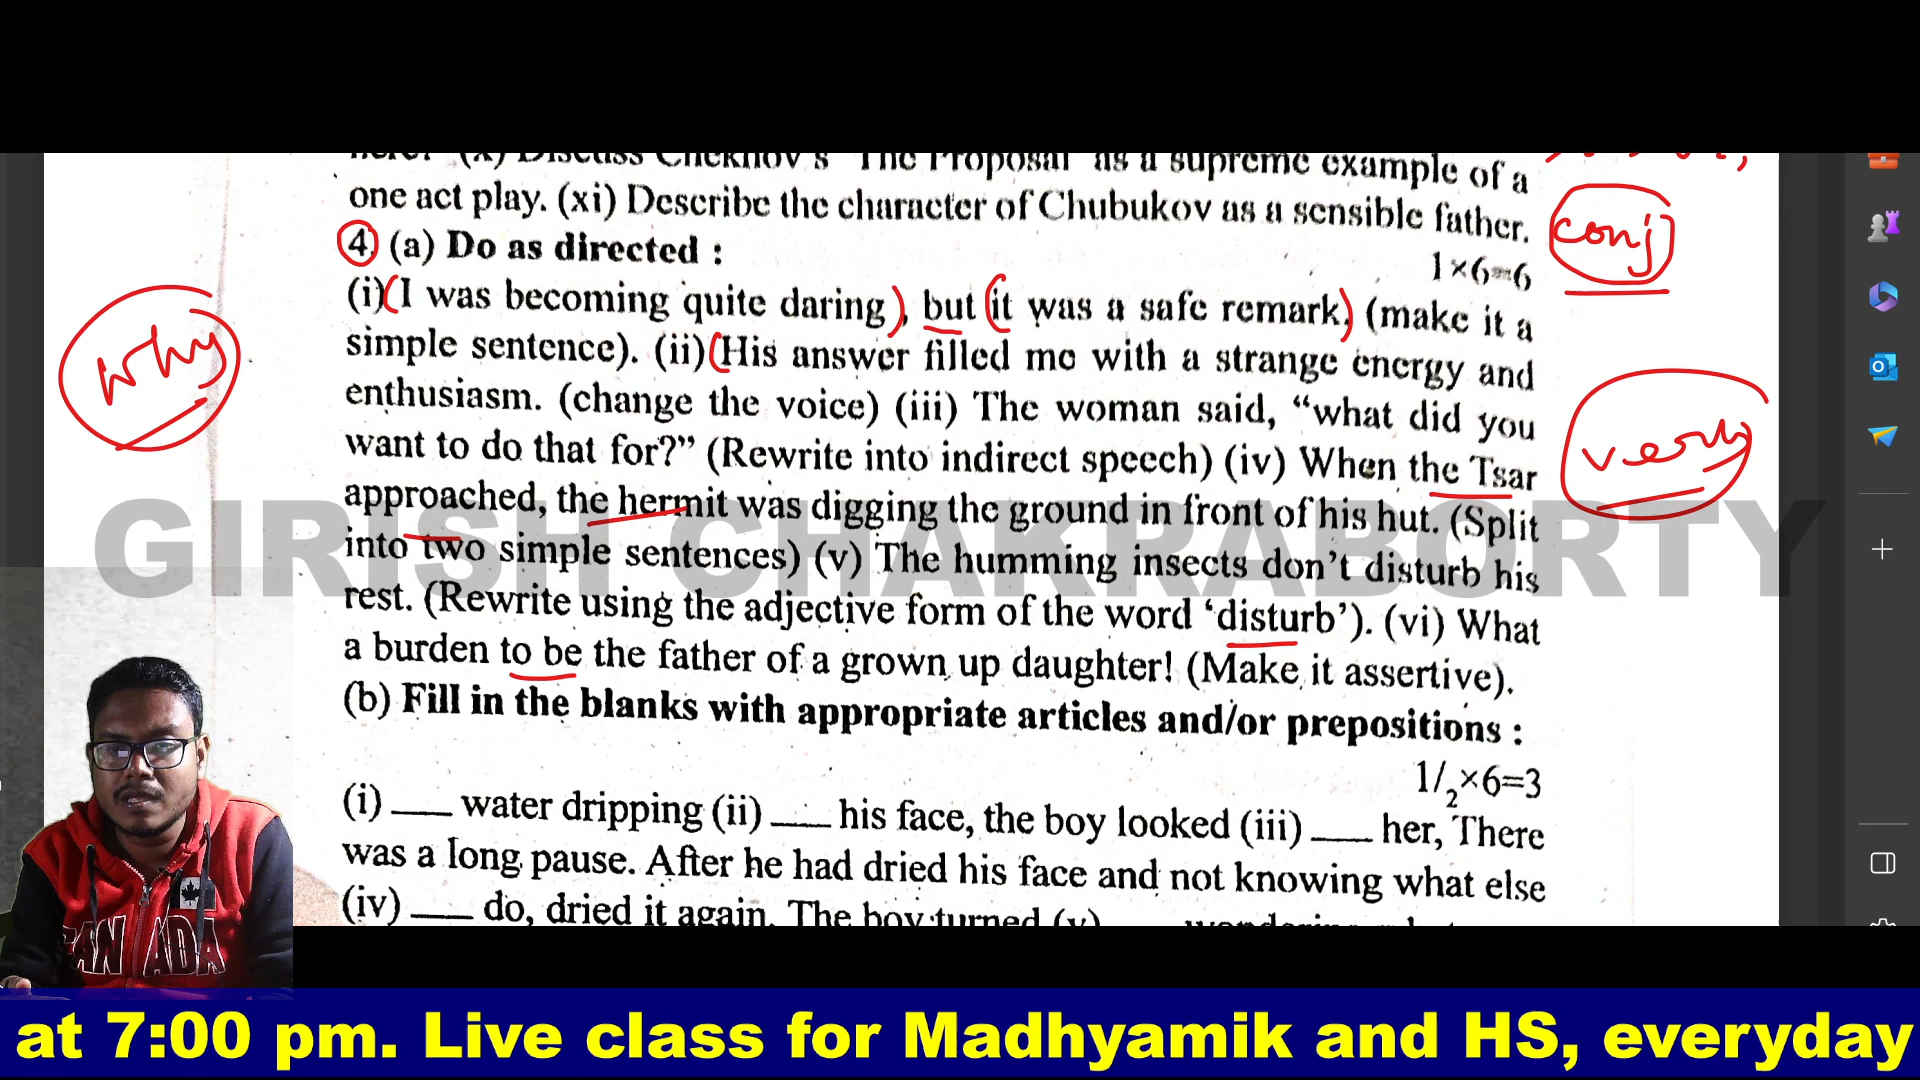 here? (x) Discuss Chekhov's 'The Proposal' as a supreme example of a
one act play. (xi) Describe the character of Chubukov as a sensible father.
conj
4. (a) Do as directed :
1×6=6
(i) (I was becoming quite daring), but (it was a safe remark.) (make it a
simple sentence). (ii) (His answer filled me with a strange energy and
why
enthusiasm. (change the voice) (iii) The woman said, “what did you
want to do that for?” (Rewrite into indirect speech) (iv) When the Tsar
very
approached, the hermit was digging the ground in front of his hut. (Split
into two simple sentences) (v) The humming insects don't disturb his
GIRISH CHAKRABORTY
rest. (Rewrite using the adjective form of the word ‘disturb’). (vi) What
a burden to be the father of a grown up daughter! (Make it assertive).
(b) Fill in the blanks with appropriate articles and/or prepositions :
1/2×6=3
(i) ___ water dripping (ii) ___ his face, the boy looked (iii) ___ her, There
was a long pause. After he had dried his face and not knowing what else
(iv) ___ do, dried it again. The boy turned (v)
CANADA
at 7:00 pm. Live class for Madhyamik and HS, everyday